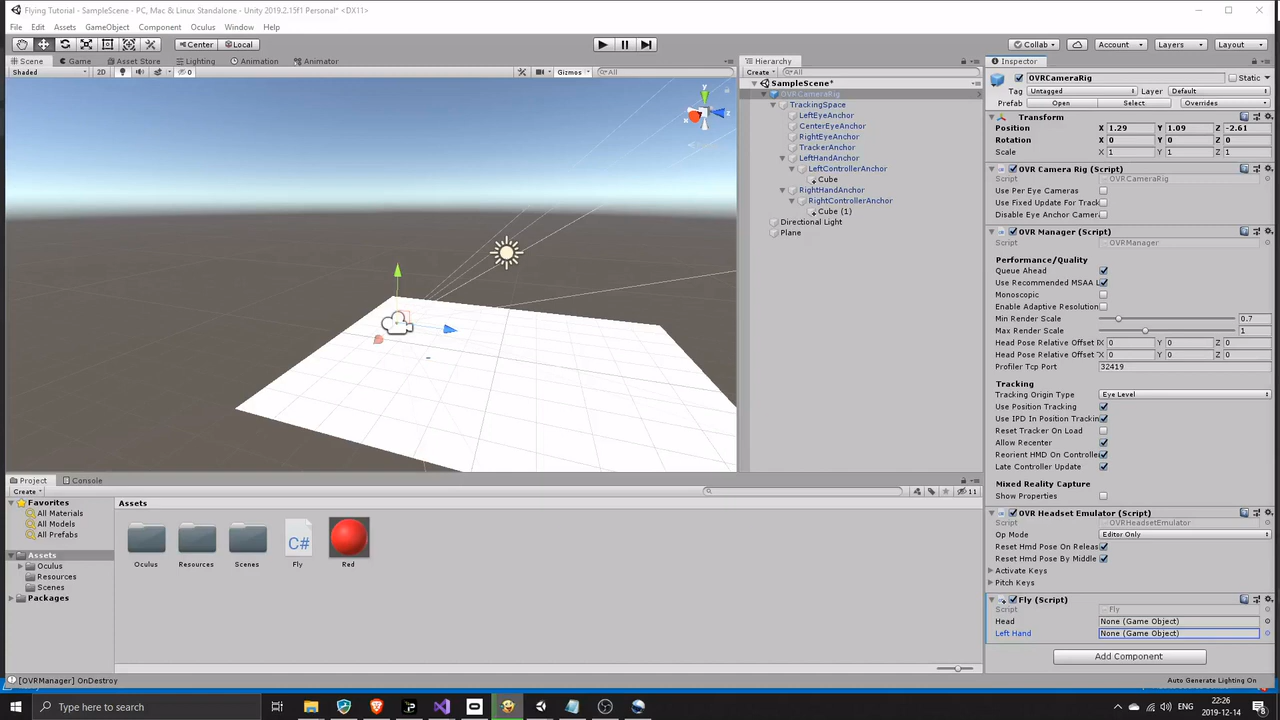 Flying Tutorial - SampleScene - PC, Mac & Linux Standalone - Unity 2019.2.15f1 Personal* <DX11>
File Edit Assets GameObject Component Oculus Window Help
Center Local Collab Account Layers Layout
Scene Game Asset Store Lighting Animation Animator
Shaded 2D 0 Gizmos All
y
x
z
Hierarchy
Create All
SampleScene*
OVRCameraRig
TrackingSpace
LeftEyeAnchor
CenterEyeAnchor
RightEyeAnchor
TrackerAnchor
LeftHandAnchor
LeftControllerAnchor
Cube
RightHandAnchor
RightControllerAnchor
Cube (1)
Directional Light
Plane
Inspector
OVRCameraRig Static
Tag Untagged Layer Default
Prefab Open Select Overrides
Transform
Position X 1.29 Y 1.09 Z -2.61
Rotation X 0 Y 0 Z 0
Scale X 1 Y 1 Z 1
OVR Camera Rig (Script)
Script OVRCameraRig
Use Per Eye Cameras
Use Fixed Update For Track
Disable Eye Anchor Camera
OVR Manager (Script)
Script OVRManager
Performance/Quality
Queue Ahead
Use Recommended MSAA L
Monoscopic
Enable Adaptive Resolution
Min Render Scale 0.7
Max Render Scale 1
Head Pose Relative Offset X 0 Y 0 Z 0
Head Pose Relative Offset X 0 Y 0 Z 0
Profiler Tcp Port 32419
Tracking
Tracking Origin Type Eye Level
Use Position Tracking
Use IPD In Position Tracking
Reset Tracker On Load
Allow Recenter
Reorient HMD On Controlle
Late Controller Update
Mixed Reality Capture
Show Properties
OVR Headset Emulator (Script)
Script OVRHeadsetEmulator
Op Mode Editor Only
Reset Hmd Pose On Releas
Reset Hmd Pose By Middle
Activate Keys
Pitch Keys
Fly (Script)
Script Fly
Head None (Game Object)
Left Hand None (Game Object)
Add Component
Auto Generate Lighting On
Project Console
Create 11
Favorites
All Materials
All Models
All Prefabs
Assets
Oculus
Resources
Scenes
Packages
Assets
C#
Oculus Resources Scenes Fly Red
[OVRManager] OnDestroy
Type here to search
ENG
22:26
2019-12-14
8